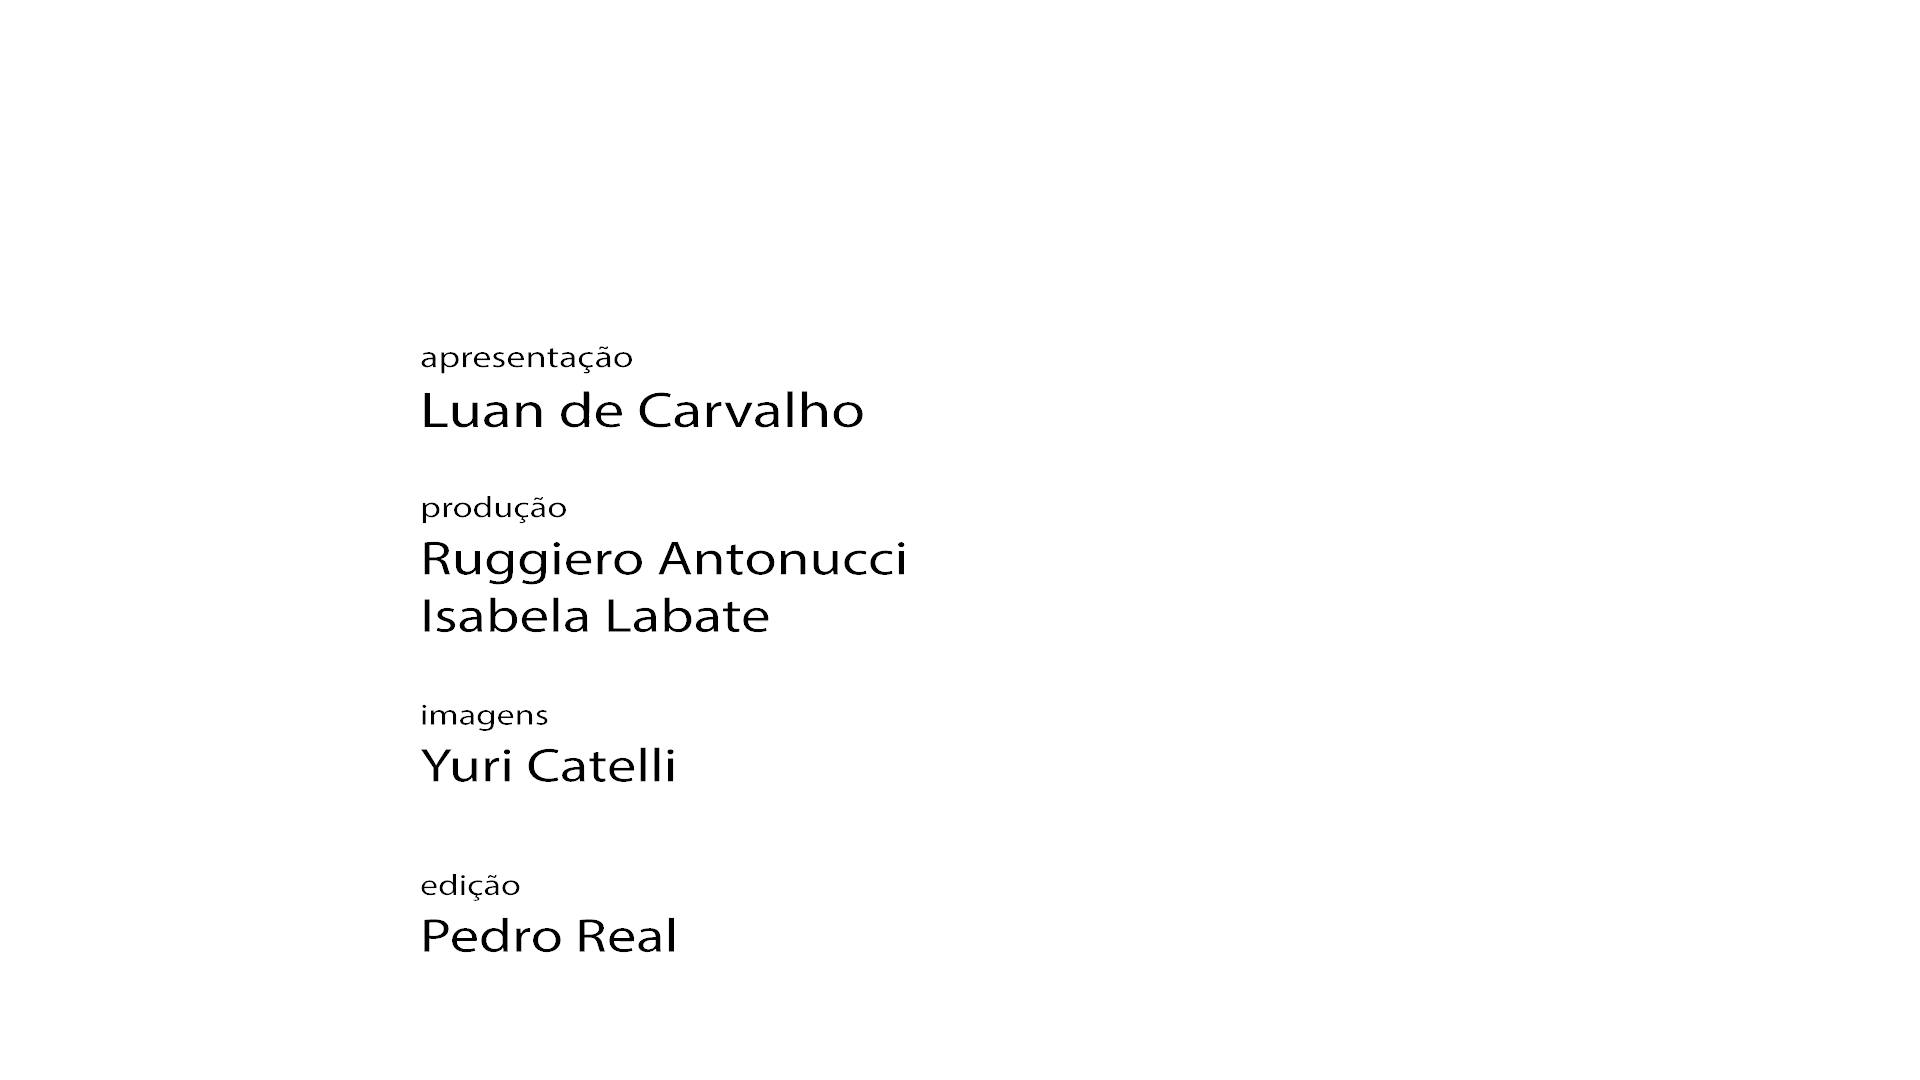 apresentação
Luan de Carvalho
produção
Ruggiero Antonucci
Isabela Labate
imagens
Yuri Catelli
edição
Pedro Real